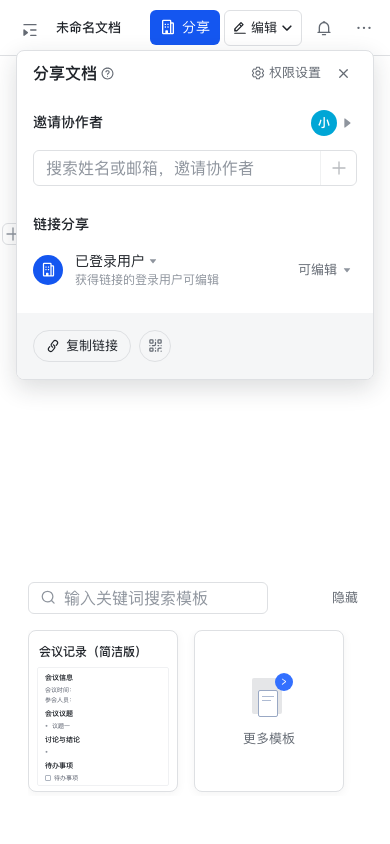 未命名文档
分享
编辑
分享文档
权限设置
邀请协作者
小
搜索姓名或邮箱，邀请协作者
链接分享
已登录用户
获得链接的登录用户可编辑
可编辑
复制链接
输入关键词搜索模板
隐藏
会议记录（简洁版）
会议信息
会议时间：
参会人员：
会议议题
• 议题一
讨论与结论
•
待办事项
待办事项
更多模板